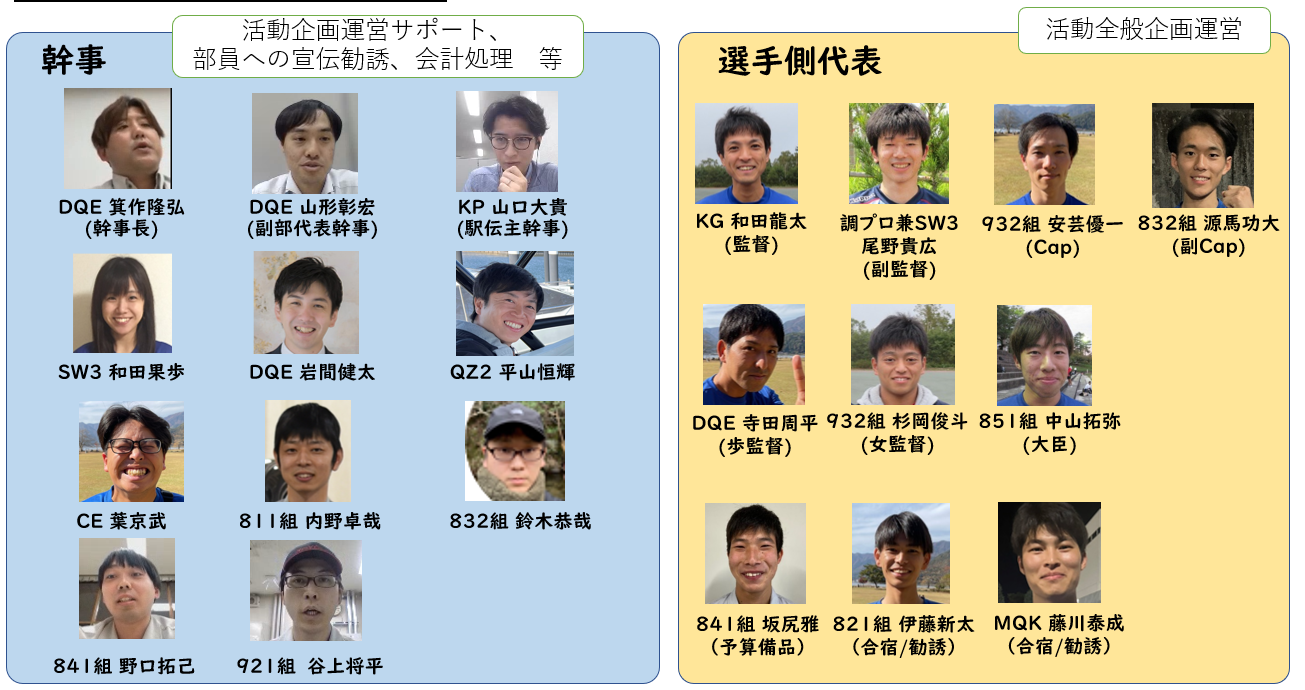 活動企画運営サポート、
部員への宣伝勧誘、会計処理　等
幹事
DQE 箕作隆弘
(幹事長)
DQE 山形彰宏
(副部代表幹事)
KP 山口大貴
(駅伝主幹事)
SW3 和田果歩
DQE 岩間健太
QZ2 平山恒輝
CE 葉京武
811組 内野卓哉
832組 鈴木恭哉
841組 野口拓己
921組 谷上将平
活動全般企画運営
選手側代表
KG 和田龍太
(監督)
調プロ兼SW3
尾野貴広
(副監督)
932組 安芸優一
(Cap)
832組 源馬功大
(副Cap)
DQE 寺田周平
(歩監督)
932組 杉岡俊斗
(女監督)
851組 中山拓弥
(大臣)
841組 坂尻雅
(予算備品)
821組 伊藤新太
(合宿/勧誘)
MQK 藤川泰成
(合宿/勧誘)